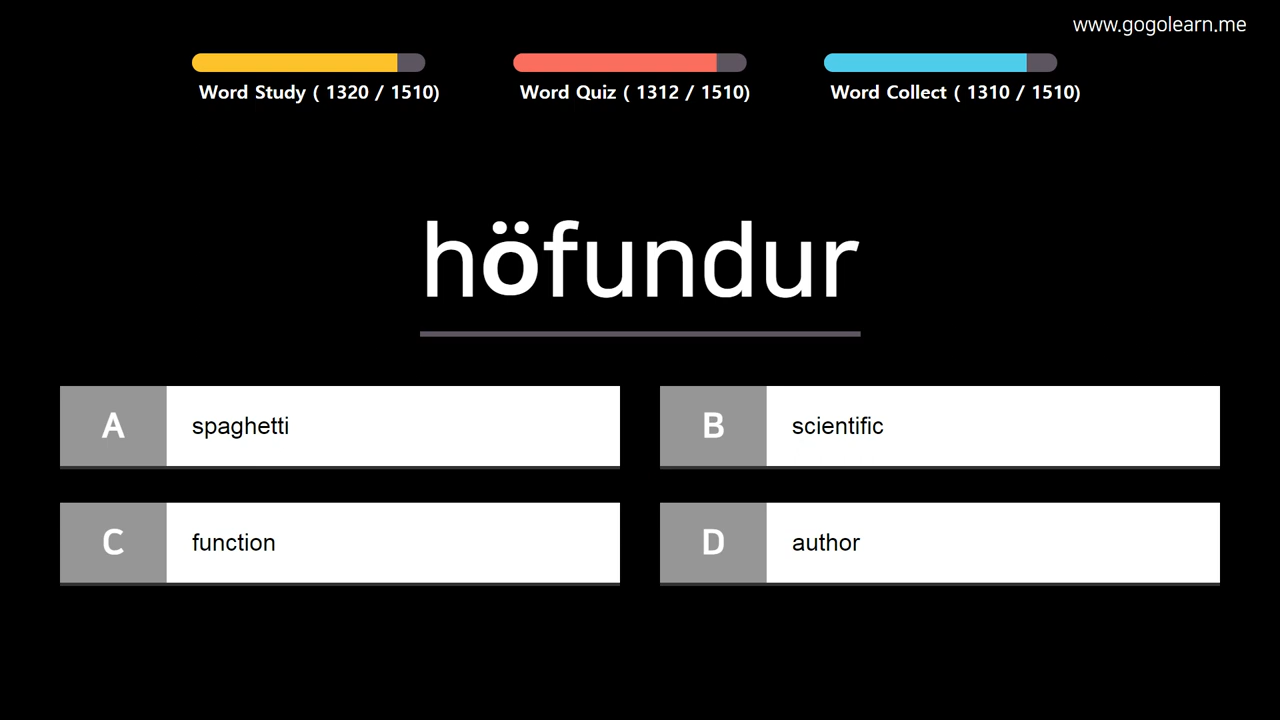 www.gogolearn.me
Word Study ( 1320 / 1510)
Word Quiz ( 1312 / 1510)
Word Collect ( 1310 / 1510)
höfundur
A spaghetti
B scientific
C function
D author